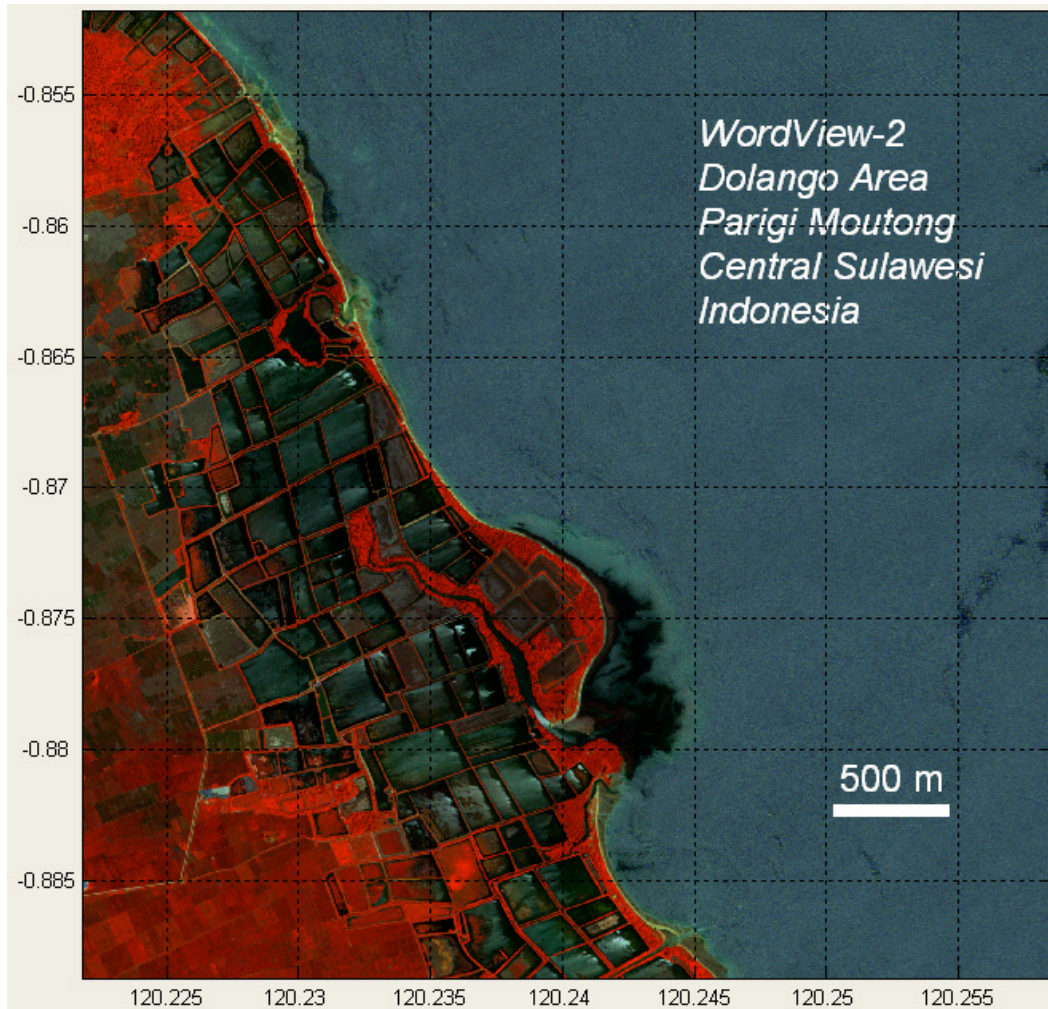 -0.855
-0.86
-0.865
-0.87
-0.875
-0.88
-0.885
WordView-2
Dolango Area
Parigi Moutong
Central Sulawesi
Indonesia
500 m
120.225
120.23
120.235
120.24
120.245
120.25
120.255